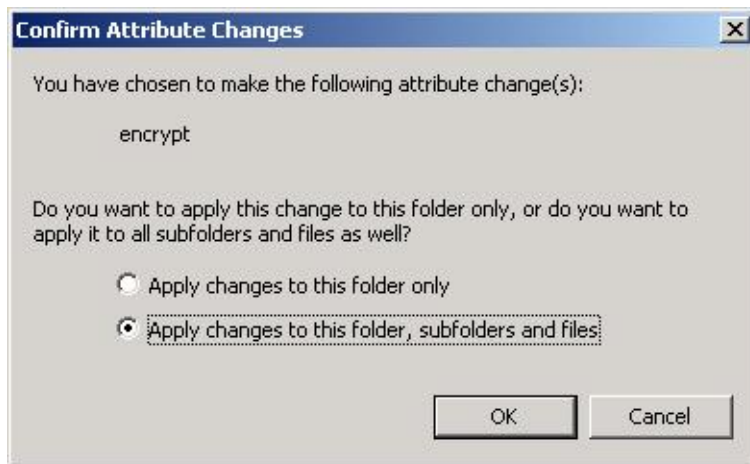 Confirm Attribute Changes
You have chosen to make the following attribute change(s):
encrypt
Do you want to apply this change to this folder only, or do you want to
apply it to all subfolders and files as well?
Apply changes to this folder only
Apply changes to this folder, subfolders and files
OK Cancel